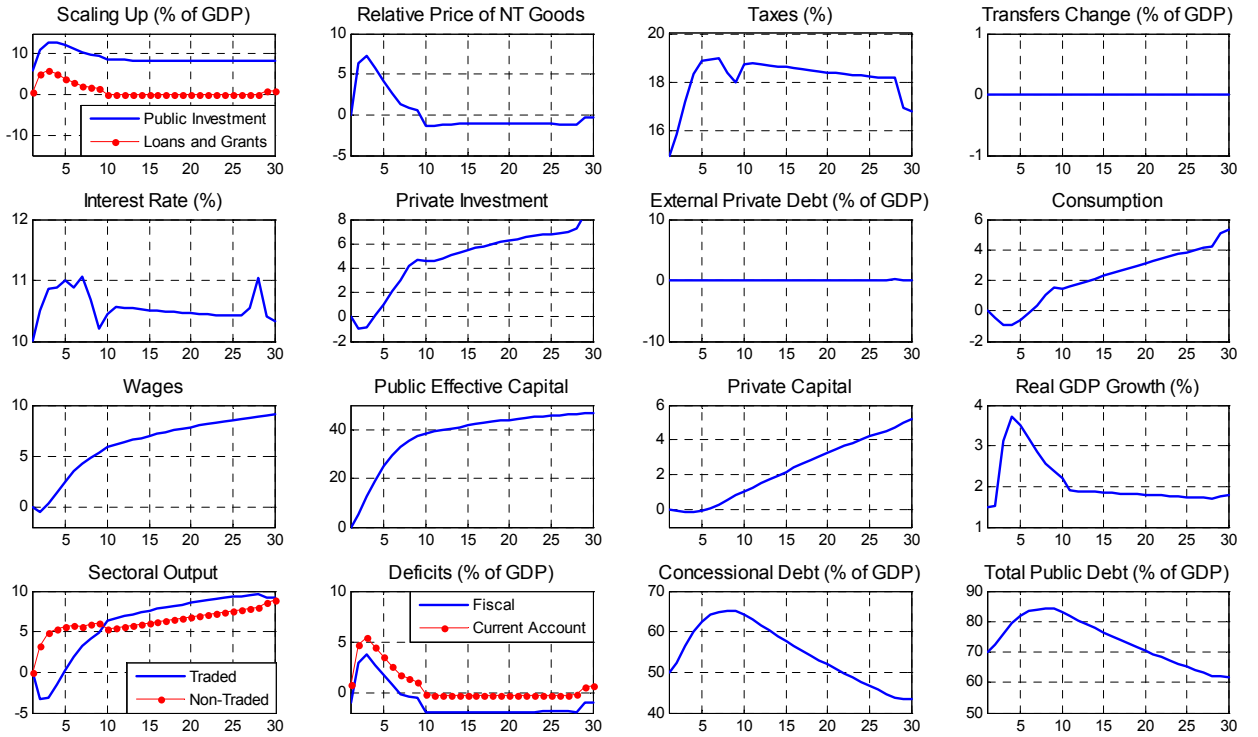 Scaling Up (% of GDP)
10
0
-10
Public Investment
Loans and Grants
5 10 15 20 25 30
Relative Price of NT Goods
10
5
0
-5
5 10 15 20 25 30
Taxes (%)
20
18
16
5 10 15 20 25 30
Transfers Change (% of GDP)
1
0
-1
5 10 15 20 25 30
Interest Rate (%)
12
11
10
5 10 15 20 25 30
Private Investment
8
6
4
2
0
-2
5 10 15 20 25 30
External Private Debt (% of GDP)
10
0
-10
5 10 15 20 25 30
Consumption
6
4
2
0
-2
5 10 15 20 25 30
Wages
10
5
0
5 10 15 20 25 30
Public Effective Capital
40
20
0
5 10 15 20 25 30
Private Capital
6
4
2
0
5 10 15 20 25 30
Real GDP Growth (%)
4
3
2
1
5 10 15 20 25 30
Sectoral Output
10
5
0
-5
Traded
Non-Traded
5 10 15 20 25 30
Deficits (% of GDP)
10
5
0
Fiscal
Current Account
5 10 15 20 25 30
Concessional Debt (% of GDP)
70
60
50
40
5 10 15 20 25 30
Total Public Debt (% of GDP)
90
80
70
60
50
5 10 15 20 25 30